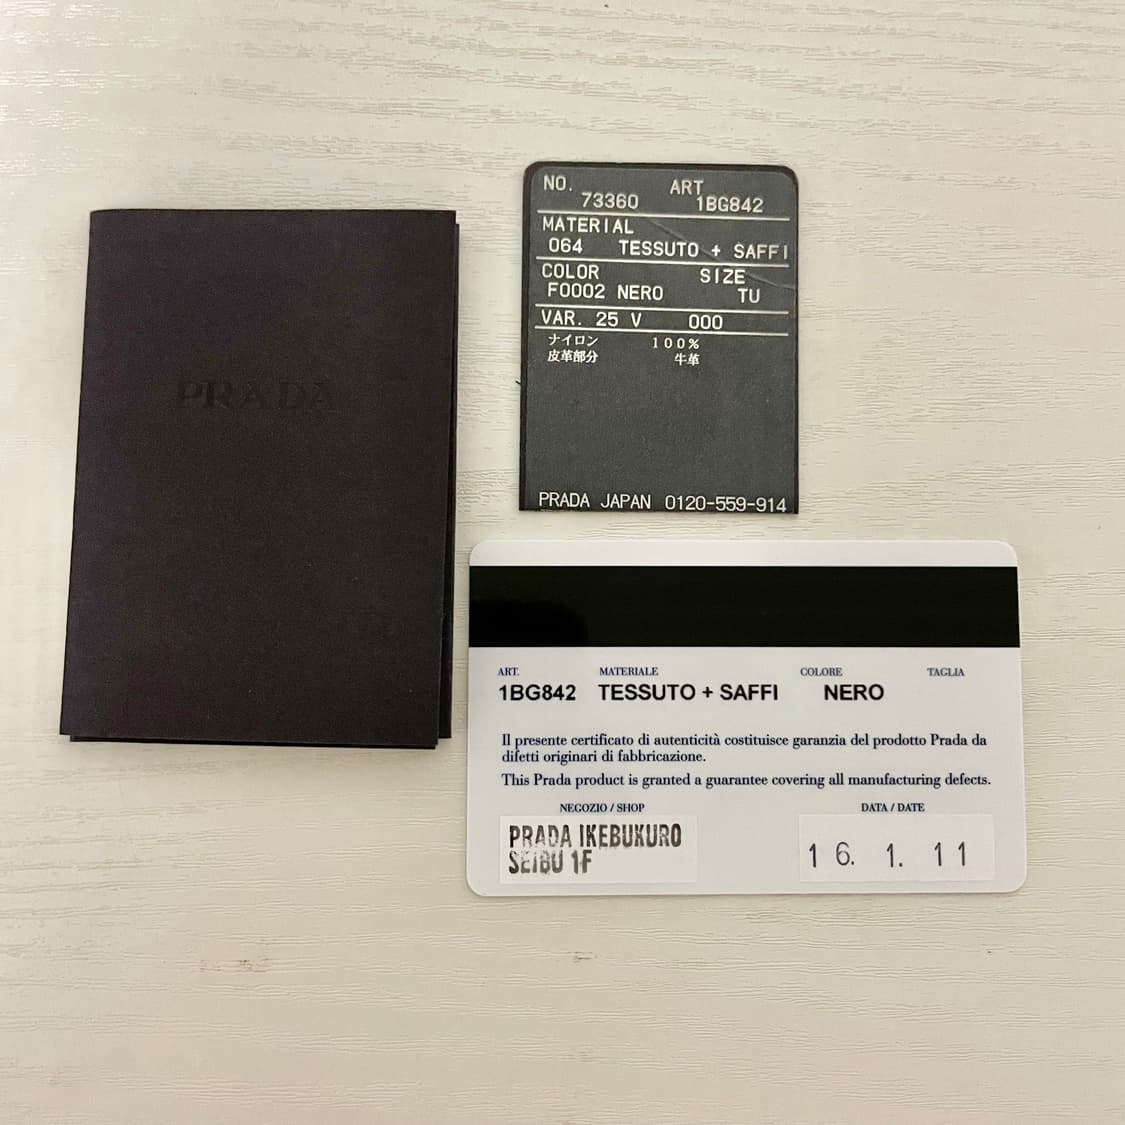 PRADA
NO. ART
73360 1BG842
MATERIAL
064 TESSUTO + SAFFI
COLOR SIZE
F0002 NERO TU
VAR. 25 V 000
ナイロン 100%
皮革部分 牛革
PRADA JAPAN 0120-559-914
ART. MATERIALE COLORE TAGLIA
1BG842 TESSUTO + SAFFI NERO
Il presente certificato di autenticità costituisce garanzia del prodotto Prada da
difetti originari di fabbricazione.
This Prada product is granted a guarantee covering all manufacturing defects.
NEGOZIO / SHOP DATA / DATE
PRADA IKEBUKURO
SEIBU 1F
16. 1. 11